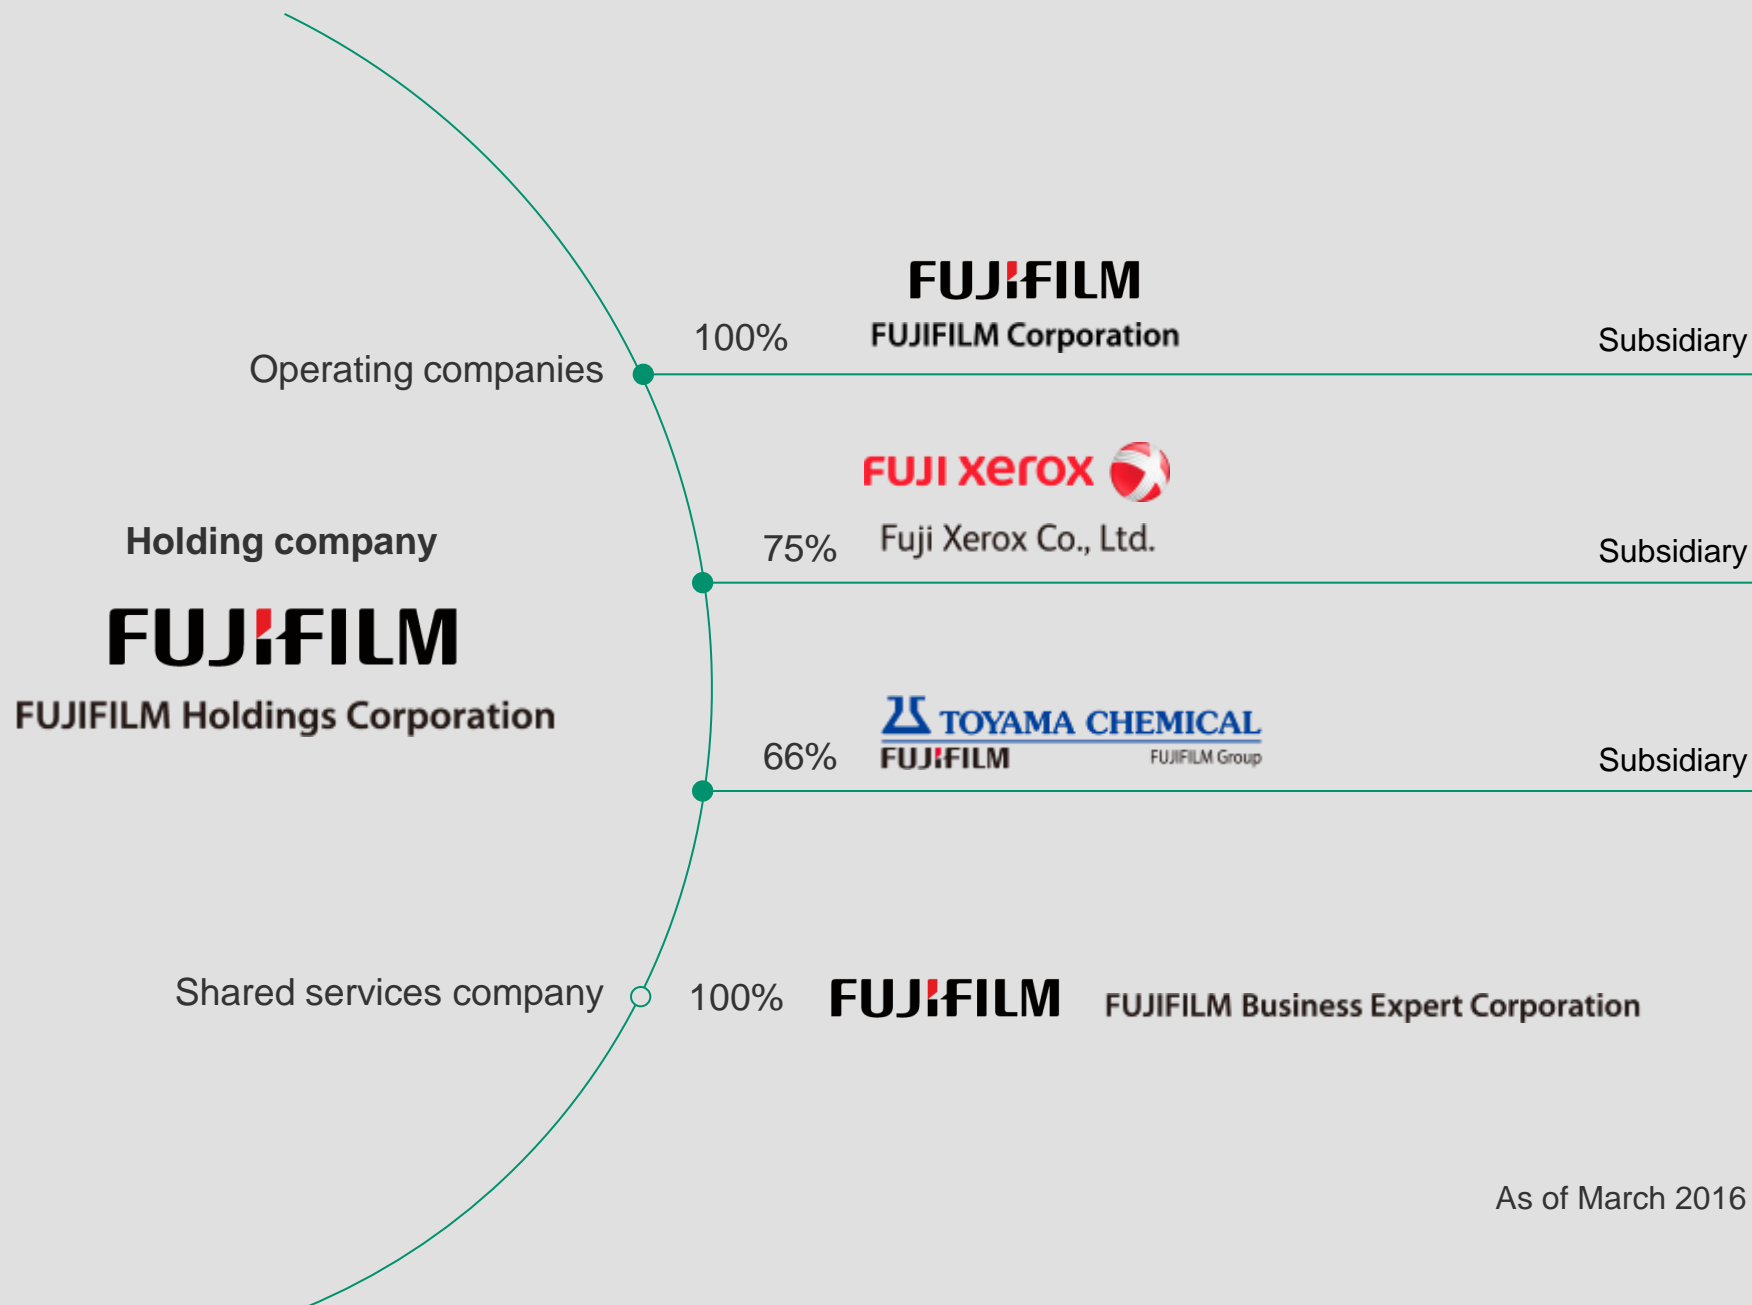 FUJIFILM
100%
FUJIFILM Corporation
Subsidiary
Operating companies
FUJI xerox
75%
Fuji Xerox Co., Ltd.
Subsidiary
Holding company
FUJIFILM
FUJIFILM Holdings Corporation
TOYAMA CHEMICAL
66%
FUJIFILM
FUJIFILM Group
Subsidiary
Shared services company
100%
FUJIFILM
FUJIFILM Business Expert Corporation
As of March 2016